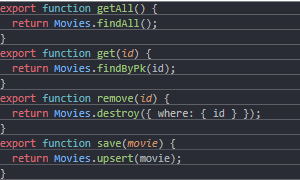 export function getAll() {
  return Movies.findAll();
}
export function get(id) {
  return Movies.findByPk(id);
}
export function remove(id) {
  return Movies.destroy({ where: { id } });
}
export function save(movie) {
  return Movies.upsert(movie);
}